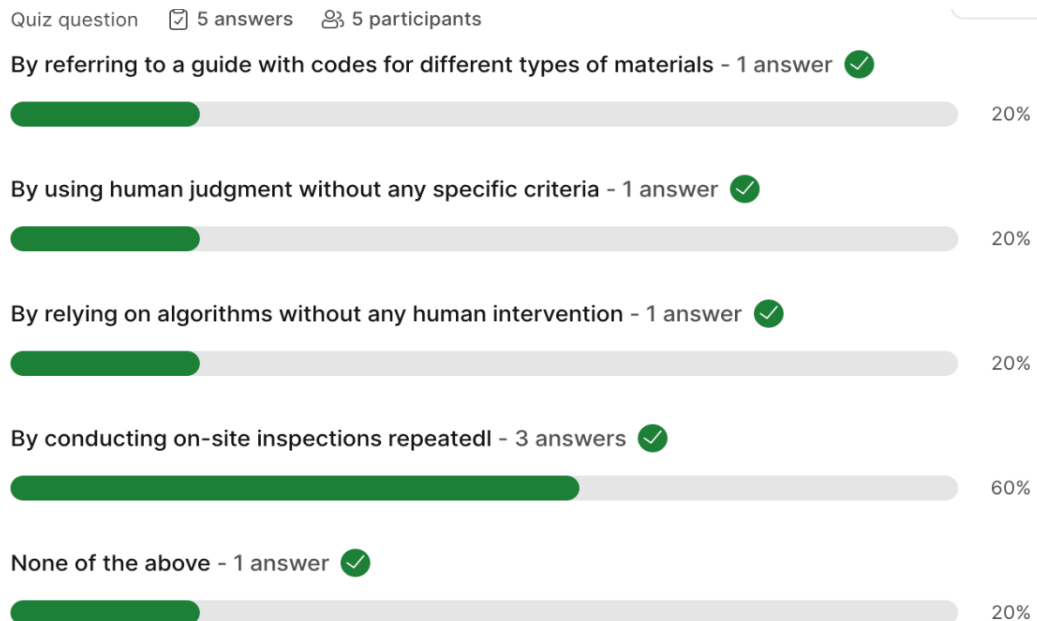 Quiz question 5 answers 5 participants
By referring to a guide with codes for different types of materials - 1 answer
20%
By using human judgment without any specific criteria - 1 answer
20%
By relying on algorithms without any human intervention - 1 answer
20%
By conducting on-site inspections repeatedl - 3 answers
60%
None of the above - 1 answer
20%